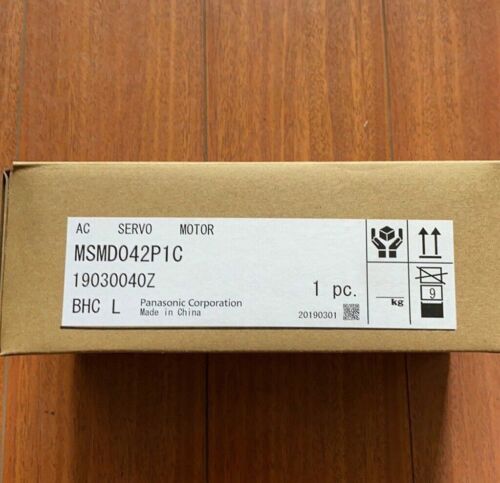 AC SERVO MOTOR
MSMD042P1C
19030040Z
1 pc.
BHC L
Panasonic Corporation
Made in China
20190301
kg
9